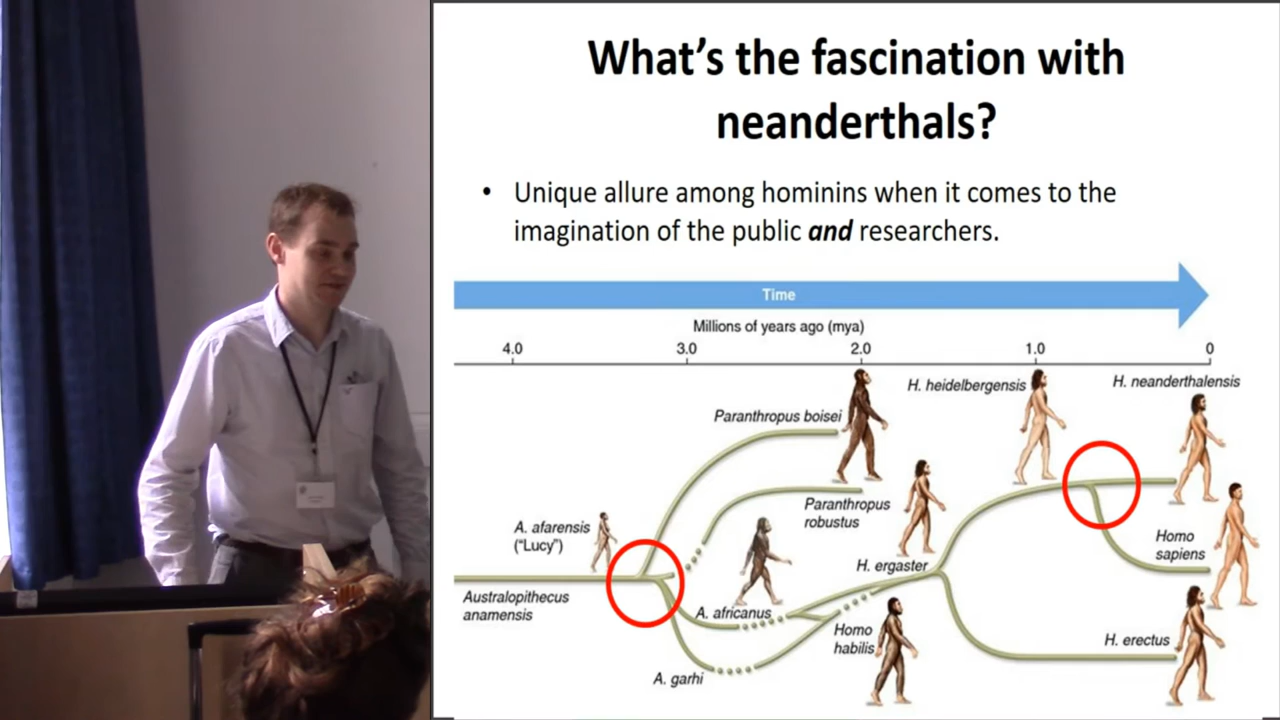 What's the fascination with
neanderthals?
• Unique allure among hominins when it comes to the
imagination of the public and researchers.
Time
Millions of years ago (mya)
4.0 3.0 2.0 1.0 0
H. heidelbergensis
H. neanderthalensis
Paranthropus boisei
Paranthropus
robustus
A. afarensis
("Lucy")
Homo
sapiens
H. ergaster
Australopithecus
anamensis
A. africanus
Homo
habilis
H. erectus
A. garhi